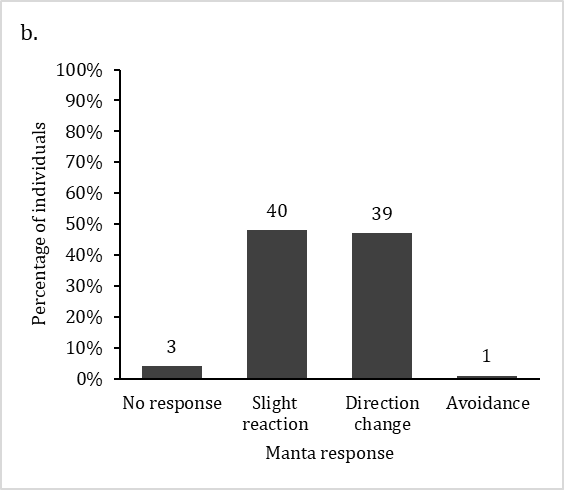 b.
Percentage of individuals
100%
90%
80%
70%
60%
50%
40%
30%
20%
10%
0%
3
40
39
1
No response
Slight
reaction
Direction
change
Avoidance
Manta response